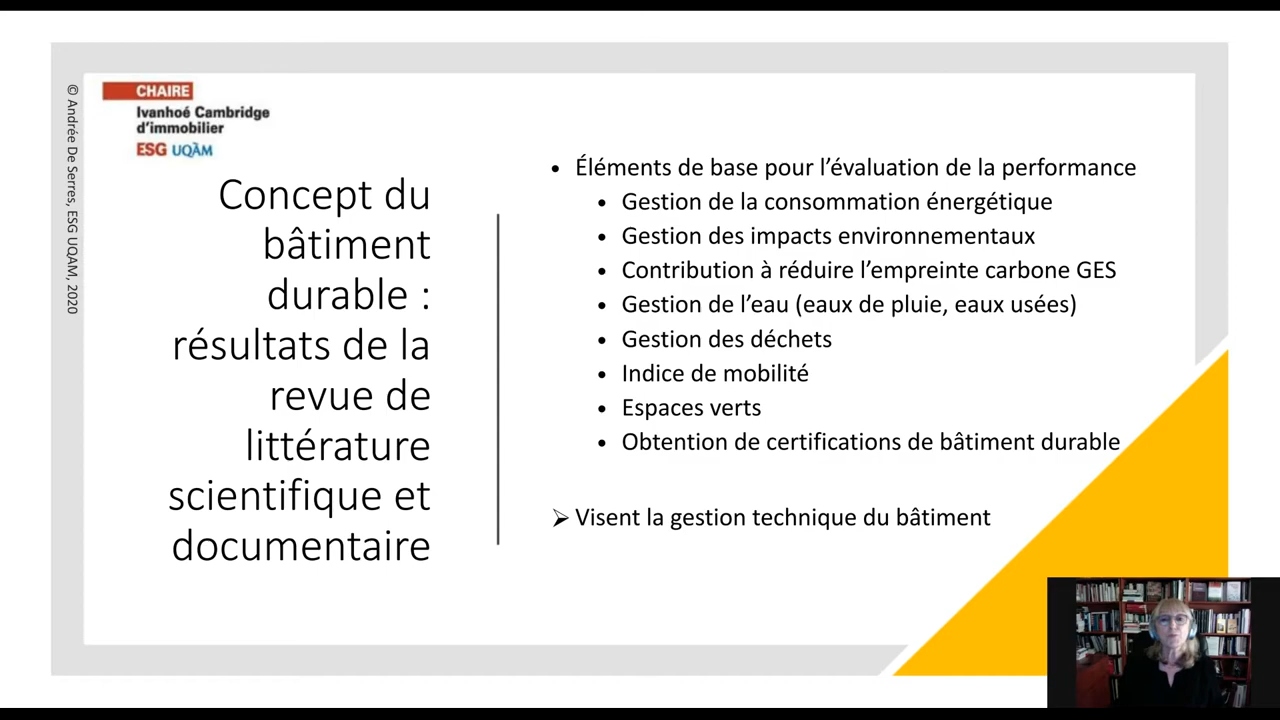 CHAIRE
Ivanhoé Cambridge
d'immobilier
ESG UQÀM
© Andrée De Serres, ESG UQAM, 2020
Concept du
bâtiment
durable :
résultats de la
revue de
littérature
scientifique et
documentaire
• Éléments de base pour l’évaluation de la performance
• Gestion de la consommation énergétique
• Gestion des impacts environnementaux
• Contribution à réduire l’empreinte carbone GES
• Gestion de l’eau (eaux de pluie, eaux usées)
• Gestion des déchets
• Indice de mobilité
• Espaces verts
• Obtention de certifications de bâtiment durable
➢ Visent la gestion technique du bâtiment